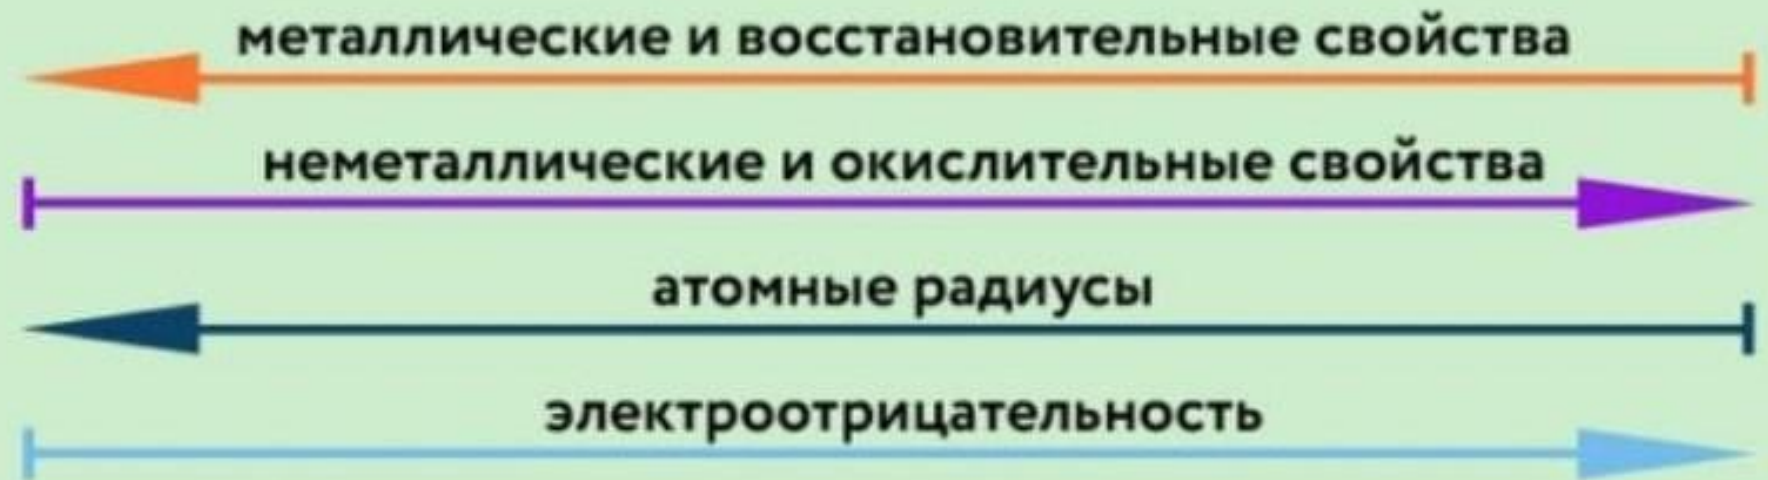 металлические и восстановительные свойства
неметаллические и окислительные свойства
атомные радиусы
электроотрицательность